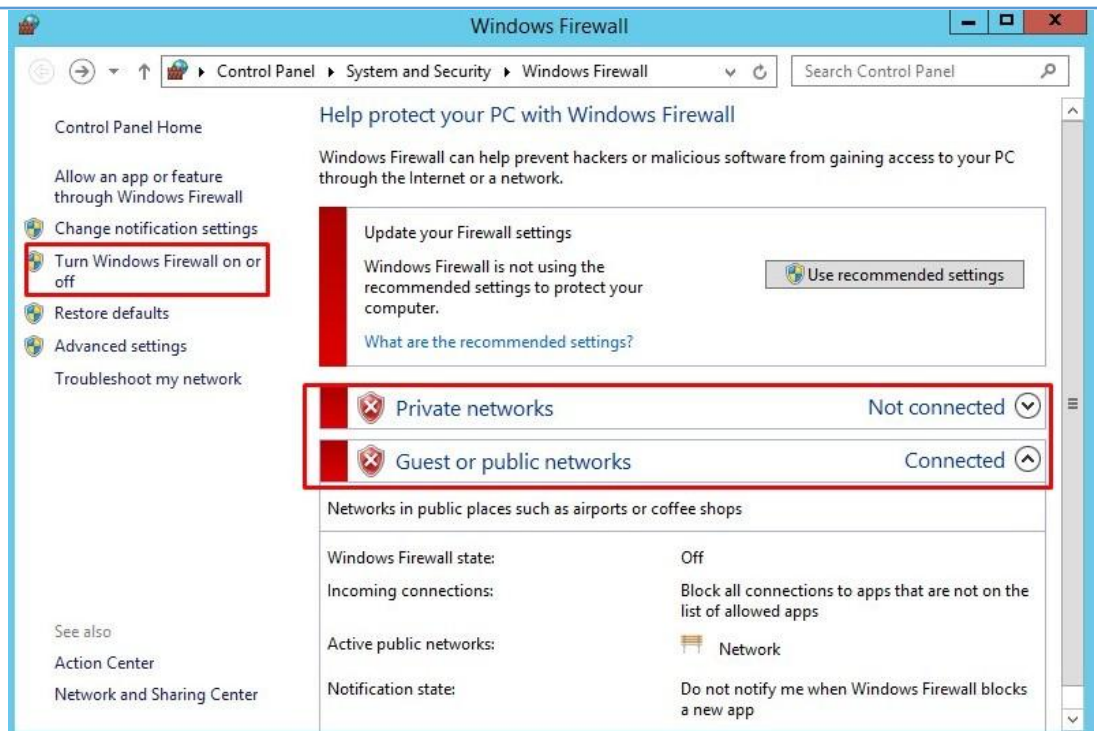 Windows Firewall
Control Panel ▸ System and Security ▸ Windows Firewall
Search Control Panel
Control Panel Home
Allow an app or feature
through Windows Firewall
Change notification settings
Turn Windows Firewall on or
off
Restore defaults
Advanced settings
Troubleshoot my network
See also
Action Center
Network and Sharing Center
Help protect your PC with Windows Firewall
Windows Firewall can help prevent hackers or malicious software from gaining access to your PC
through the Internet or a network.
Update your Firewall settings
Windows Firewall is not using the
recommended settings to protect your
computer.
What are the recommended settings?
Use recommended settings
Private networks Not connected
Guest or public networks Connected
Networks in public places such as airports or coffee shops
Windows Firewall state: Off
Incoming connections: Block all connections to apps that are not on the
list of allowed apps
Active public networks: Network
Notification state: Do not notify me when Windows Firewall blocks
a new app